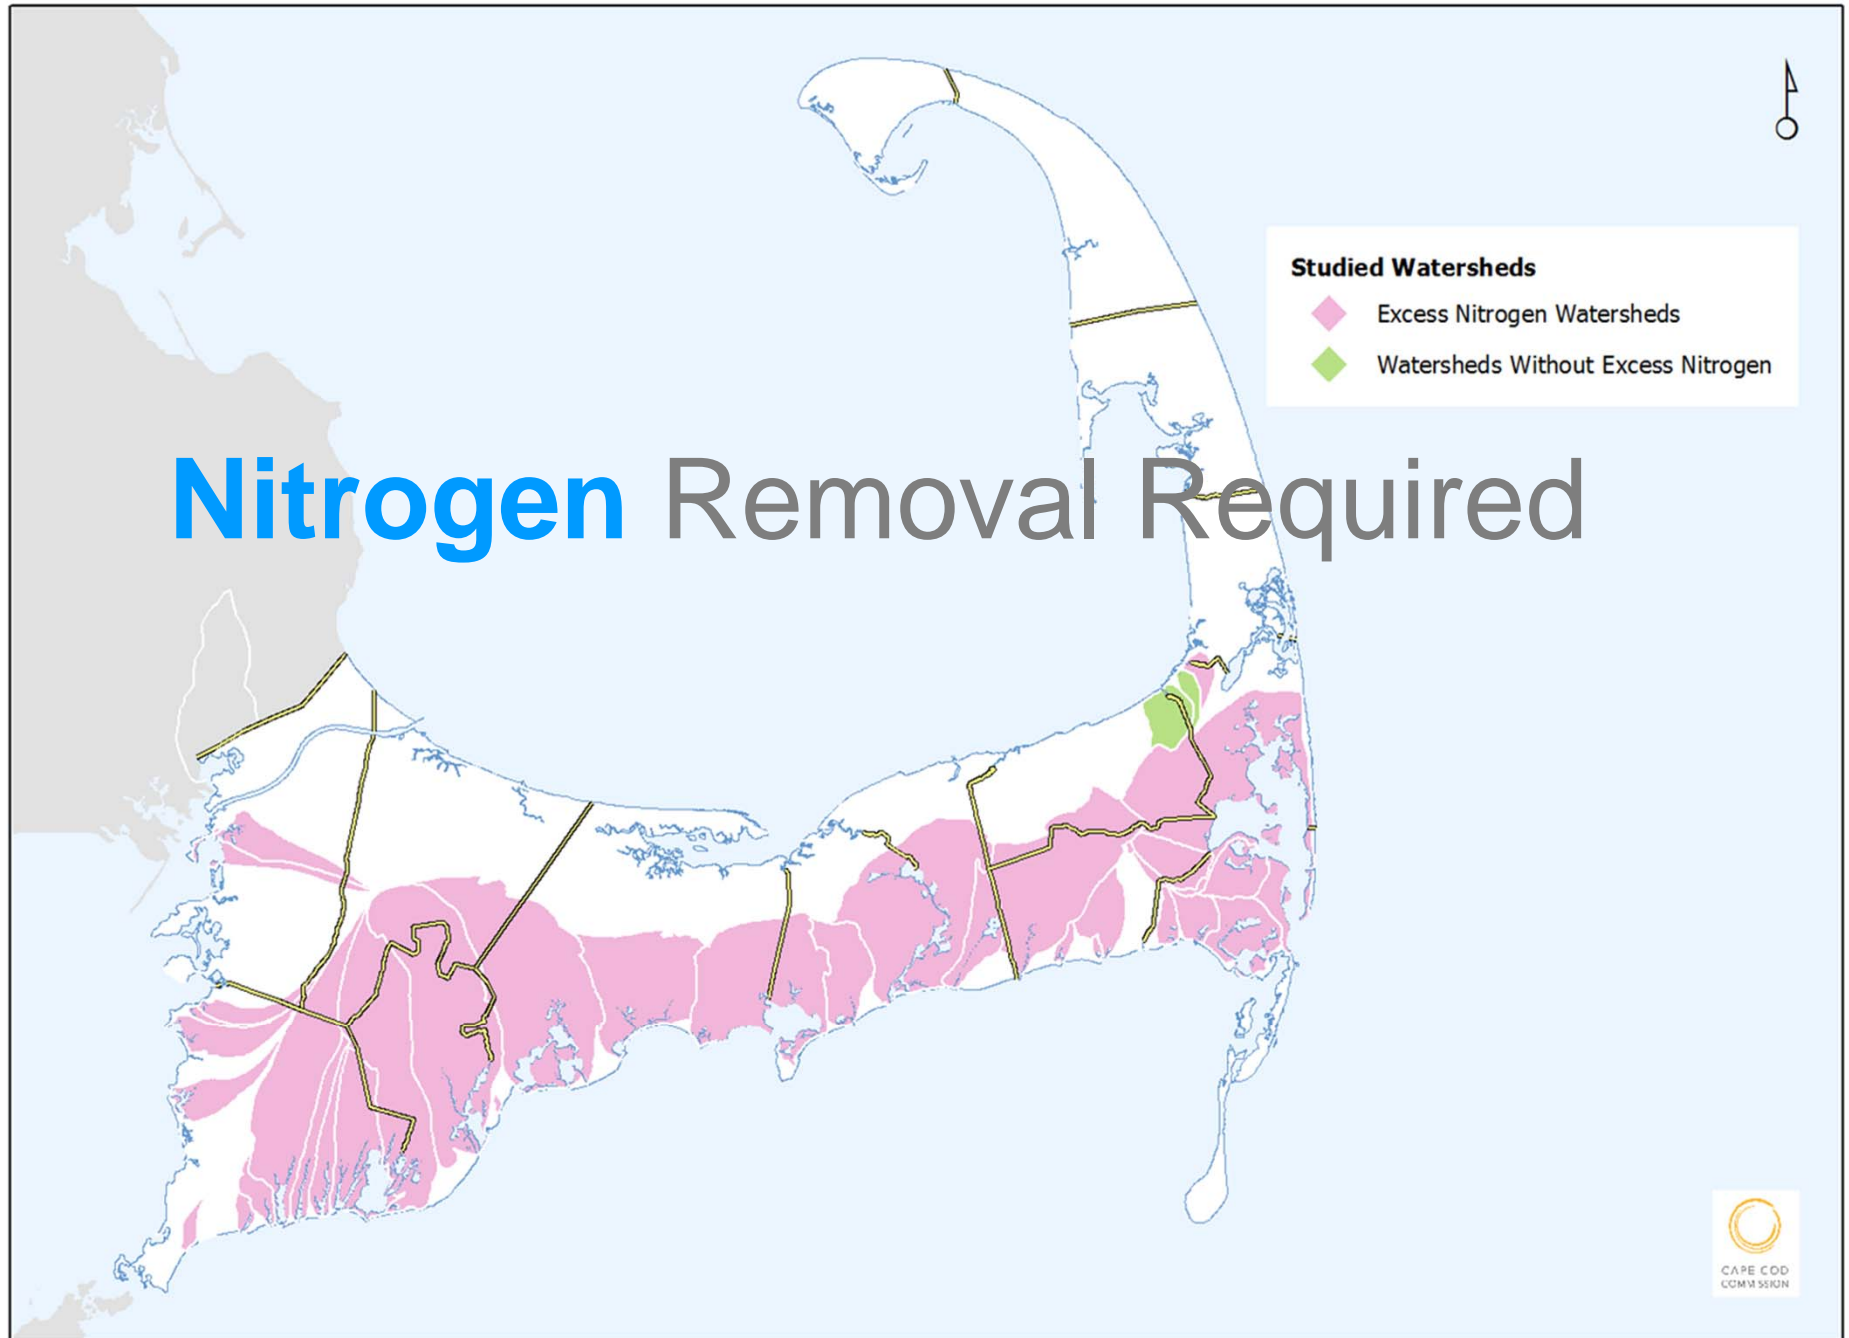 Studied Watersheds
Excess Nitrogen Watersheds
Watersheds Without Excess Nitrogen
Nitrogen Removal Required
CAPE COD
COMMISSION